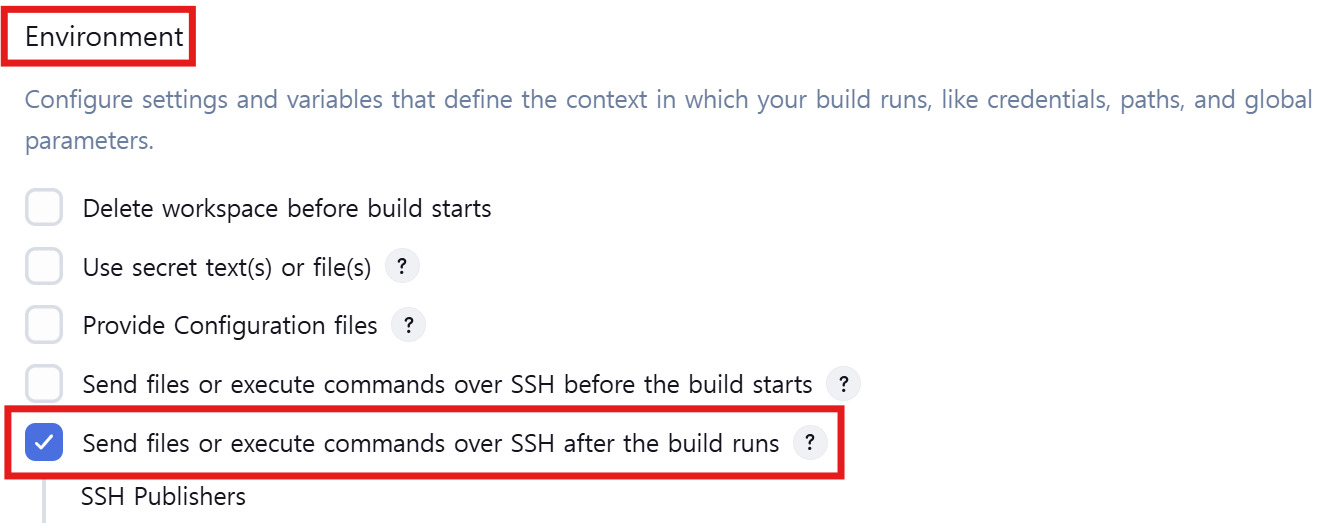 Environment
Configure settings and variables that define the context in which your build runs, like credentials, paths, and global
parameters.
Delete workspace before build starts
Use secret text(s) or file(s) ?
Provide Configuration files ?
Send files or execute commands over SSH before the build starts ?
Send files or execute commands over SSH after the build runs ?
SSH Publishers